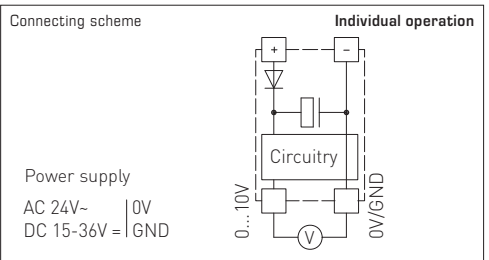 Connecting scheme
Individual operation
+ −
Circuitry
Power supply
AC 24V~ | 0V
DC 15-36V = | GND
0...10V
0V/GND
V